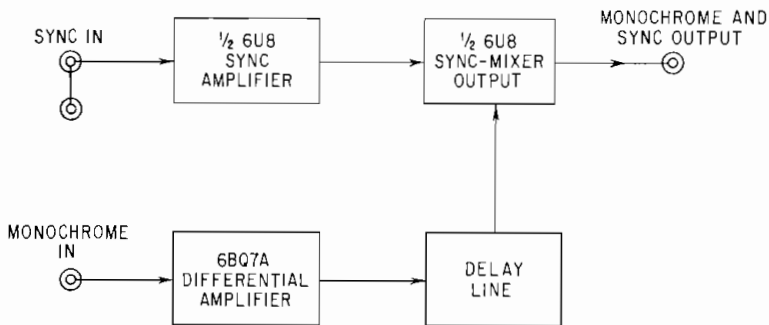 SYNC IN
½ 6U8
SYNC
AMPLIFIER
½ 6U8
SYNC-MIXER
OUTPUT
MONOCHROME AND
SYNC OUTPUT
MONOCHROME
IN
6BQ7A
DIFFERENTIAL
AMPLIFIER
DELAY
LINE